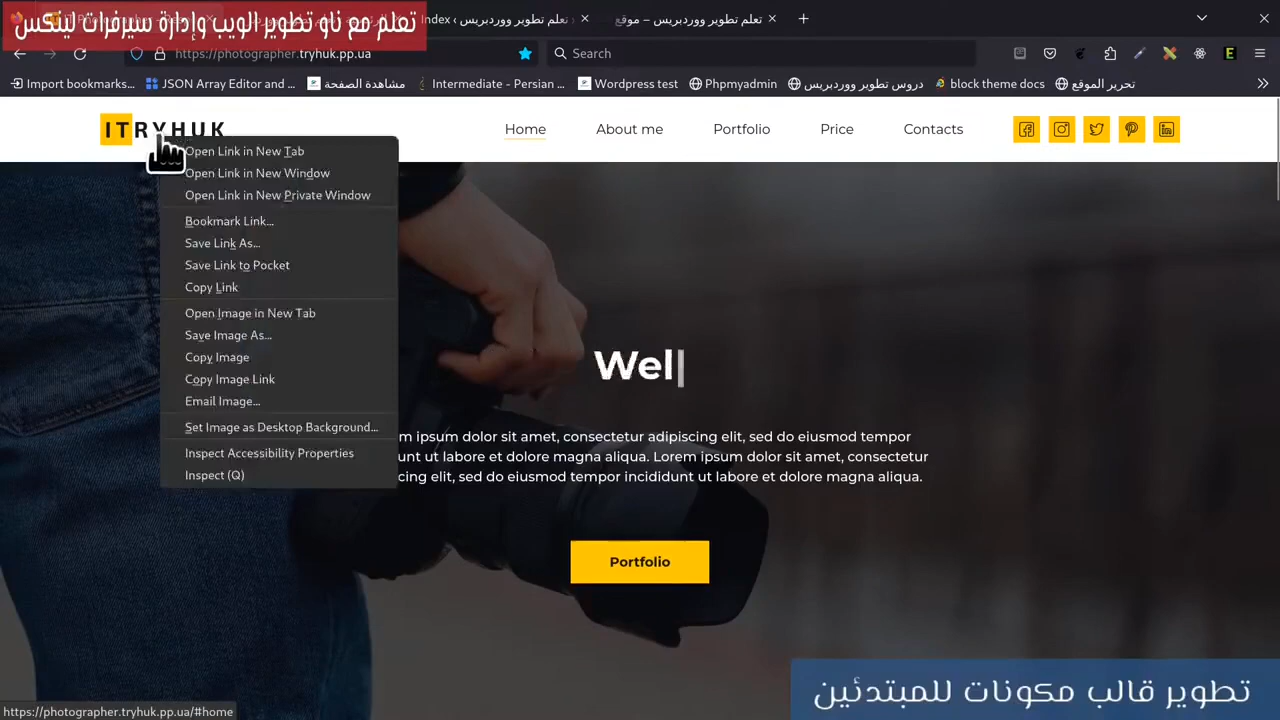 تعلم مع ناو تطوير الويب وإدارة سيرفرات لينكس
Index ‹ تعلم تطوير ووردبريس
تعلم تطوير ووردبريس – موقع
https://photographer.tryhuk.pp.ua
Search
Import bookmarks...
JSON Array Editor and ...
مشاهدة الصفحة
Intermediate - Persian ...
Wordpress test
Phpmyadmin
دروس تطوير ووردبريس
block theme docs
تحرير الموقع
ITRYHUK
Home
About me
Portfolio
Price
Contacts
Open Link in New Tab
Open Link in New Window
Open Link in New Private Window
Bookmark Link...
Save Link As...
Save Link to Pocket
Copy Link
Open Image in New Tab
Save Image As...
Copy Image
Copy Image Link
Email Image...
Set Image as Desktop Background...
Inspect Accessibility Properties
Inspect (Q)
Wel
m ipsum dolor sit amet, consectetur adipiscing elit, sed do eiusmod tempor
unt ut labore et dolore magna aliqua. Lorem ipsum dolor sit amet, consectetur
cing elit, sed do eiusmod tempor incididunt ut labore et dolore magna aliqua.
Portfolio
تطوير قالب مكونات للمبتدئين
https://photographer.tryhuk.pp.ua/#home